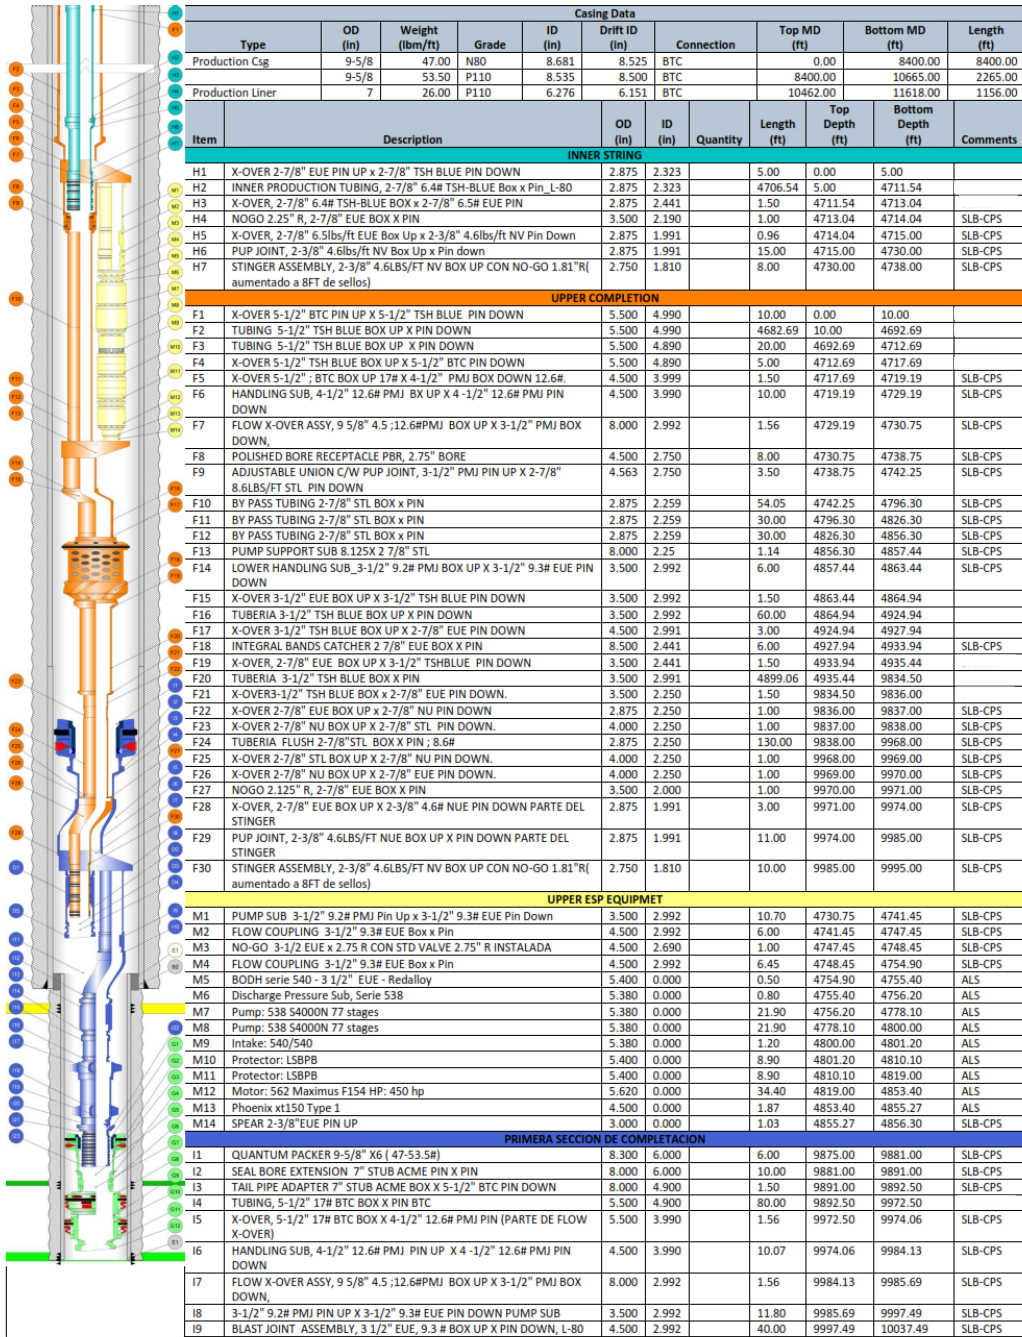 Casing Data
Type OD (in) Weight (lbm/ft) Grade ID (in) Drift ID (in) Connection Top MD (ft) Bottom MD (ft) Length (ft)
Production Csg 9-5/8 47.00 N80 8.681 8.525 BTC 0.00 8400.00 8400.00
9-5/8 53.50 P110 8.535 8.500 BTC 8400.00 10665.00 2265.00
Production Liner 7 26.00 P110 6.276 6.151 BTC 10462.00 11618.00 1156.00
Item Description OD (in) ID (in) Quantity Length (ft) Top Depth (ft) Bottom Depth (ft) Comments
INNER STRING
H1 X-OVER 2-7/8" EUE PIN UP x 2-7/8" TSH BLUE PIN DOWN 2.875 2.323 5.00 0.00 5.00
H2 INNER PRODUCTION TUBING, 2-7/8" 6.4# TSH-BLUE Box x Pin_L-80 2.875 2.323 4706.54 5.00 4711.54
H3 X-OVER, 2-7/8" 6.4# TSH-BLUE BOX x 2-7/8" 6.5# EUE PIN 2.875 2.441 1.50 4711.54 4713.04
H4 NOGO 2.25" R, 2-7/8" EUE BOX X PIN 3.500 2.190 1.00 4713.04 4714.04 SLB-CPS
H5 X-OVER, 2-7/8" 6.5lbs/ft EUE Box Up x 2-3/8" 4.6lbs/ft NV Pin Down 2.875 1.991 0.96 4714.04 4715.00 SLB-CPS
H6 PUP JOINT, 2-3/8" 4.6lbs/ft NV Box Up x Pin down 2.875 1.991 15.00 4715.00 4730.00 SLB-CPS
H7 STINGER ASSEMBLY, 2-3/8" 4.6LBS/FT NV BOX UP CON NO-GO 1.81"R( 2.750 1.810 8.00 4730.00 4738.00 SLB-CPS
aumentado a 8FT de sellos)
UPPER COMPLETION
F1 X-OVER 5-1/2" BTC PIN UP X 5-1/2" TSH BLUE PIN DOWN 5.500 4.990 10.00 0.00 10.00
F2 TUBING 5-1/2" TSH BLUE BOX UP X PIN DOWN 5.500 4.990 4682.69 10.00 4692.69
F3 TUBING 5-1/2" TSH BLUE BOX UP X PIN DOWN 5.500 4.890 20.00 4692.69 4712.69
F4 X-OVER 5-1/2" TSH BLUE BOX UP X 5-1/2" BTC PIN DOWN 5.500 4.890 5.00 4712.69 4717.69
F5 X-OVER 5-1/2" ; BTC BOX UP 17# X 4-1/2" PMJ BOX DOWN 12.6#. 4.500 3.999 1.50 4717.69 4719.19 SLB-CPS
F6 HANDLING SUB, 4-1/2" 12.6# PMJ BX UP X 4 -1/2" 12.6# PMJ PIN 4.500 3.990 10.00 4719.19 4729.19 SLB-CPS
DOWN
F7 FLOW X-OVER ASSY, 9 5/8" 4.5 ;12.6#PMJ BOX UP X 3-1/2" PMJ BOX 8.000 2.992 1.56 4729.19 4730.75 SLB-CPS
DOWN,
F8 POLISHED BORE RECEPTACLE PBR, 2.75" BORE 4.500 2.750 8.00 4730.75 4738.75 SLB-CPS
F9 ADJUSTABLE UNION C/W PUP JOINT, 3-1/2" PMJ PIN UP X 2-7/8" 4.563 2.750 3.50 4738.75 4742.25 SLB-CPS
8.6LBS/FT STL PIN DOWN
F10 BY PASS TUBING 2-7/8" STL BOX x PIN 2.875 2.259 54.05 4742.25 4796.30 SLB-CPS
F11 BY PASS TUBING 2-7/8" STL BOX x PIN 2.875 2.259 30.00 4796.30 4826.30 SLB-CPS
F12 BY PASS TUBING 2-7/8" STL BOX x PIN 2.875 2.259 30.00 4826.30 4856.30 SLB-CPS
F13 PUMP SUPPORT SUB 8.125X 2 7/8" STL 8.000 2.25 1.14 4856.30 4857.44 SLB-CPS
F14 LOWER HANDLING SUB_3-1/2" 9.2# PMJ BOX UP X 3-1/2" 9.3# EUE PIN 3.500 2.992 6.00 4857.44 4863.44 SLB-CPS
DOWN
F15 X-OVER 3-1/2" EUE BOX UP X 3-1/2" TSH BLUE PIN DOWN 3.500 2.992 1.50 4863.44 4864.94
F16 TUBERIA 3-1/2" TSH BLUE BOX UP X PIN DOWN 3.500 2.992 60.00 4864.94 4924.94
F17 X-OVER 3-1/2" TSH BLUE BOX UP X 2-7/8" EUE PIN DOWN 4.500 2.991 3.00 4924.94 4927.94
F18 INTEGRAL BANDS CATCHER 2 7/8" EUE BOX X PIN 8.500 2.441 6.00 4927.94 4933.94 SLB-CPS
F19 X-OVER, 2-7/8" EUE BOX UP X 3-1/2" TSHBLUE PIN DOWN 3.500 2.441 1.50 4933.94 4935.44
F20 TUBERIA 3-1/2" TSH BLUE BOX X PIN DOWN 3.500 2.991 4899.06 4935.44 9834.50
F21 X-OVER3-1/2" TSH BLUE BOX x 2-7/8" EUE PIN DOWN. 3.500 2.250 1.50 9834.50 9836.00
F22 X-OVER 2-7/8" EUE BOX UP x 2-7/8" NU PIN DOWN 2.875 2.250 1.00 9836.00 9837.00 SLB-CPS
F23 X-OVER 2-7/8" NU BOX UP X 2-7/8" STL PIN DOWN. 4.000 2.250 1.00 9837.00 9838.00 SLB-CPS
F24 TUBERIA FLUSH 2-7/8"STL BOX X PIN ; 8.6# 2.875 2.250 130.00 9838.00 9968.00 SLB-CPS
F25 X-OVER 2-7/8" STL BOX UP X 2-7/8" NU PIN DOWN. 4.000 2.250 1.00 9968.00 9969.00 SLB-CPS
F26 X-OVER 2-7/8" NU BOX UP X 2-7/8" EUE PIN DOWN. 4.000 2.250 1.00 9969.00 9970.00 SLB-CPS
F27 NOGO 2.125" R, 2-7/8" EUE BOX X PIN 3.500 2.000 1.00 9970.00 9971.00 SLB-CPS
F28 X-OVER, 2-7/8" EUE BOX UP X 2-3/8" 4.6# NUE PIN DOWN PARTE DEL 2.875 1.991 3.00 9971.00 9974.00 SLB-CPS
STINGER
F29 PUP JOINT, 2-3/8" 4.6LBS/FT NUE BOX UP X PIN DOWN PARTE DEL 2.875 1.991 11.00 9974.00 9985.00 SLB-CPS
STINGER
F30 STINGER ASSEMBLY, 2-3/8" 4.6LBS/FT NV BOX UP CON NO-GO 1.81"R( 2.750 1.810 10.00 9985.00 9995.00 SLB-CPS
aumentado a 8FT de sellos)
UPPER ESP EQUIPMET
M1 PUMP SUB 3-1/2" 9.2# PMJ Pin Up x 3-1/2" 9.3# EUE Pin Down 3.500 2.992 10.70 4730.75 4741.45 SLB-CPS
M2 FLOW COUPLING 3-1/2" 9.3# EUE Box x Pin 4.500 2.992 6.00 4741.45 4747.45 SLB-CPS
M3 NO-GO 3-1/2 EUE x 2.75 R CON STD VALVE 2.75" R INSTALADA 4.500 2.690 1.00 4747.45 4748.45 SLB-CPS
M4 FLOW COUPLING 3-1/2" 9.3# EUE Box x Pin 4.500 2.992 6.45 4748.45 4754.90 SLB-CPS
M5 BODH serie 540 - 3 1/2" EUE - Redalloy 5.400 0.000 0.50 4754.90 4755.40 ALS
M6 Discharge Pressure Sub, Serie 538 5.380 0.000 0.80 4755.40 4756.20 ALS
M7 Pump: 538 S4000N 77 stages 5.380 0.000 21.90 4756.20 4778.10 ALS
M8 Pump: 538 S4000N 77 stages 5.380 0.000 21.90 4778.10 4800.00 ALS
M9 Intake: 540/540 5.380 0.000 1.20 4800.00 4801.20 ALS
M10 Protector: LSBPB 5.400 0.000 8.90 4801.20 4810.10 ALS
M11 Protector: LSBPB 5.400 0.000 8.90 4810.10 4819.00 ALS
M12 Motor: 562 Maximus F154 HP: 450 hp 5.620 0.000 34.40 4819.00 4853.40 ALS
M13 Phoenix xt150 Type 1 4.500 0.000 1.87 4853.40 4855.27 ALS
M14 SPEAR 2-3/8"EUE PIN UP 3.000 0.000 1.03 4855.27 4856.30 SLB-CPS
PRIMERA SECCION DE COMPLETACION
I1 QUANTUM PACKER 9-5/8" X6 ( 47-53.5#) 8.300 6.000 6.00 9875.00 9881.00 SLB-CPS
I2 SEAL BORE EXTENSION 7" STUB ACME PIN X PIN 8.000 6.000 10.00 9881.00 9891.00 SLB-CPS
I3 TAIL PIPE ADAPTER 7" STUB ACME BOX X 5-1/2" BTC PIN DOWN 8.000 4.900 1.50 9891.00 9892.50 SLB-CPS
I4 TUBING, 5-1/2" 17# BTC BOX X PIN BTC 5.500 4.900 80.00 9892.50 9972.50
I5 X-OVER, 5-1/2" 17# BTC BOX X 4-1/2" 12.6# PMJ PIN (PARTE DE FLOW 5.500 3.990 1.56 9972.50 9974.06 SLB-CPS
X-OVER)
I6 HANDLING SUB, 4-1/2" 12.6# PMJ PIN UP X 4 -1/2" 12.6# PMJ PIN 4.500 3.990 10.07 9974.06 9984.13 SLB-CPS
DOWN
I7 FLOW X-OVER ASSY, 9 5/8" 4.5 ;12.6#PMJ BOX UP X 3-1/2" PMJ BOX 8.000 2.992 1.56 9984.13 9985.69 SLB-CPS
DOWN,
I8 3-1/2" 9.2# PMJ PIN UP X 3-1/2" 9.3# EUE PIN DOWN PUMP SUB 3.500 2.992 11.80 9985.69 9997.49 SLB-CPS
I9 BLAST JOINT ASSEMBLY, 3 1/2" EUE, 9.3 # BOX UP X PIN DOWN, L-80 4.500 2.992 40.00 9997.49 10037.49 SLB-CPS